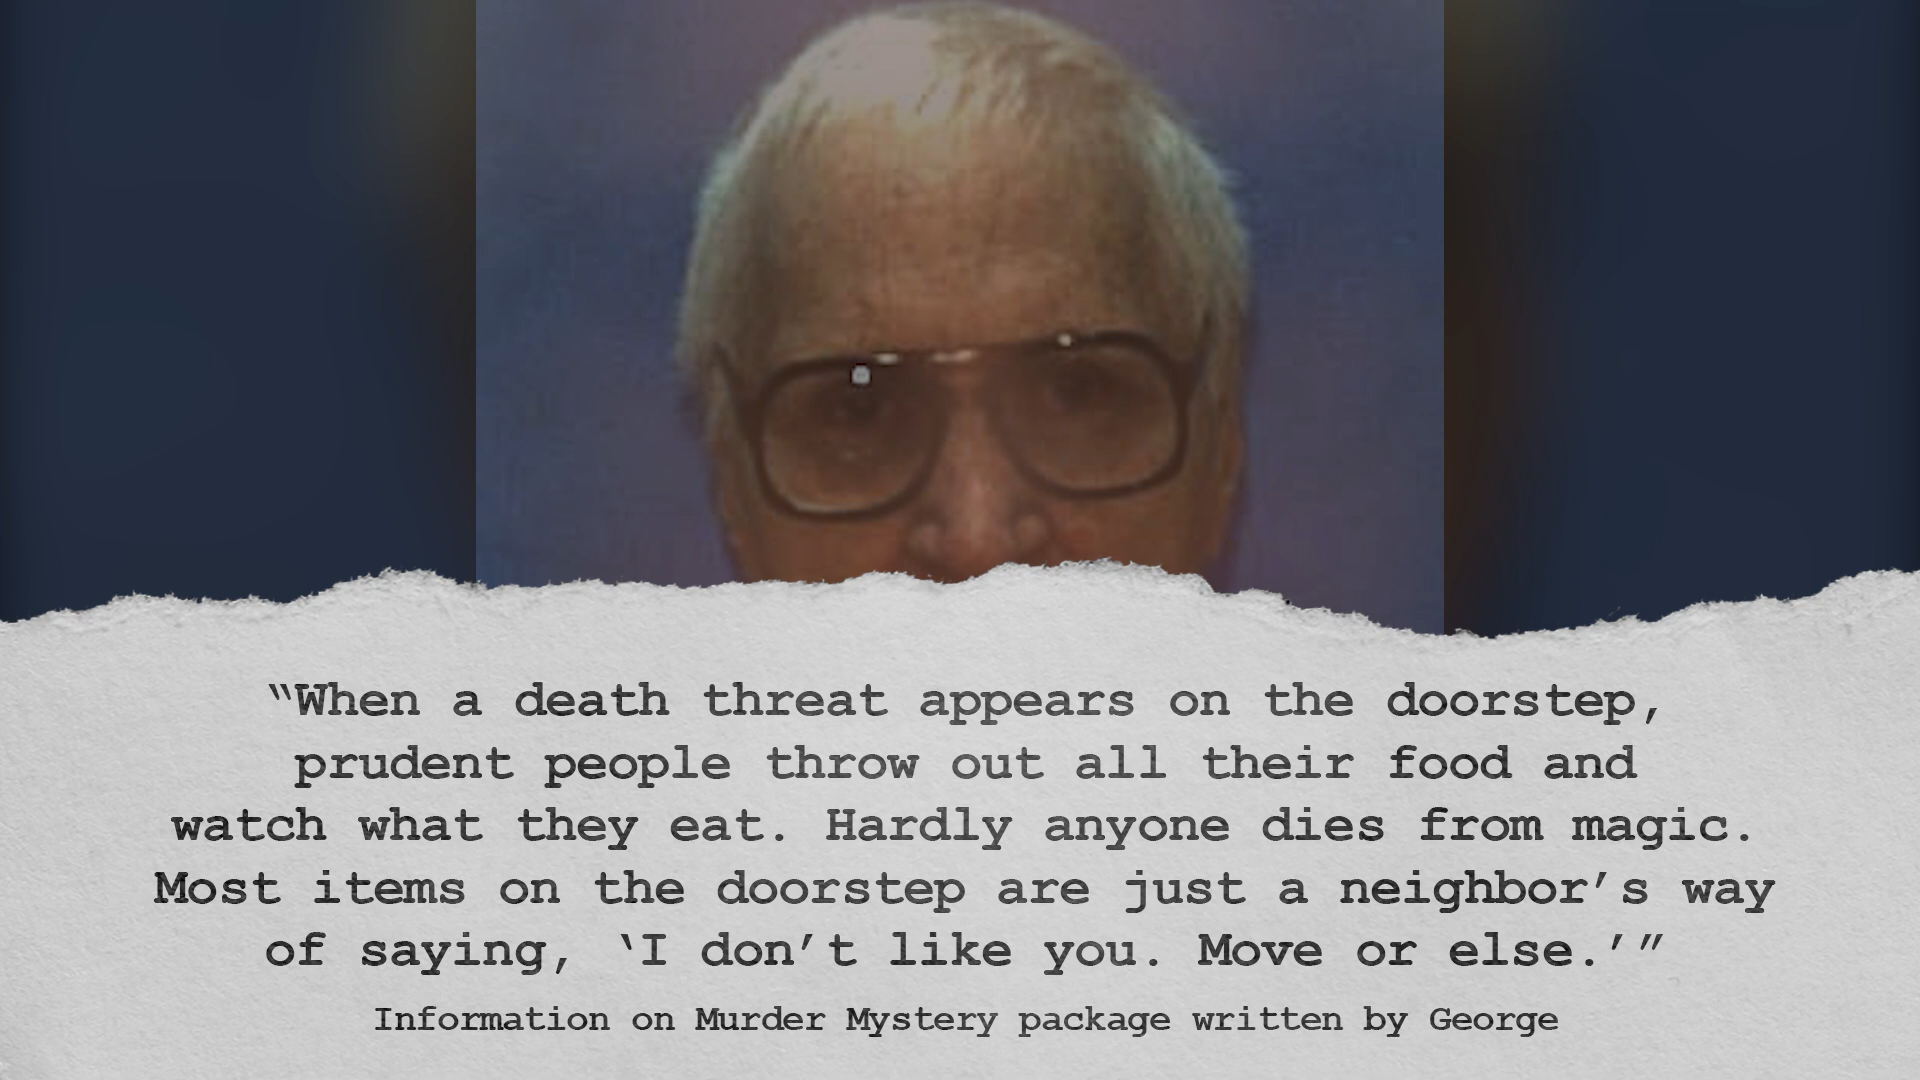 “When a death threat appears on the doorstep,
prudent people throw out all their food and
watch what they eat. Hardly anyone dies from magic.
Most items on the doorstep are just a neighbor’s way
of saying, ‘I don’t like you. Move or else.’”
Information on Murder Mystery package written by George